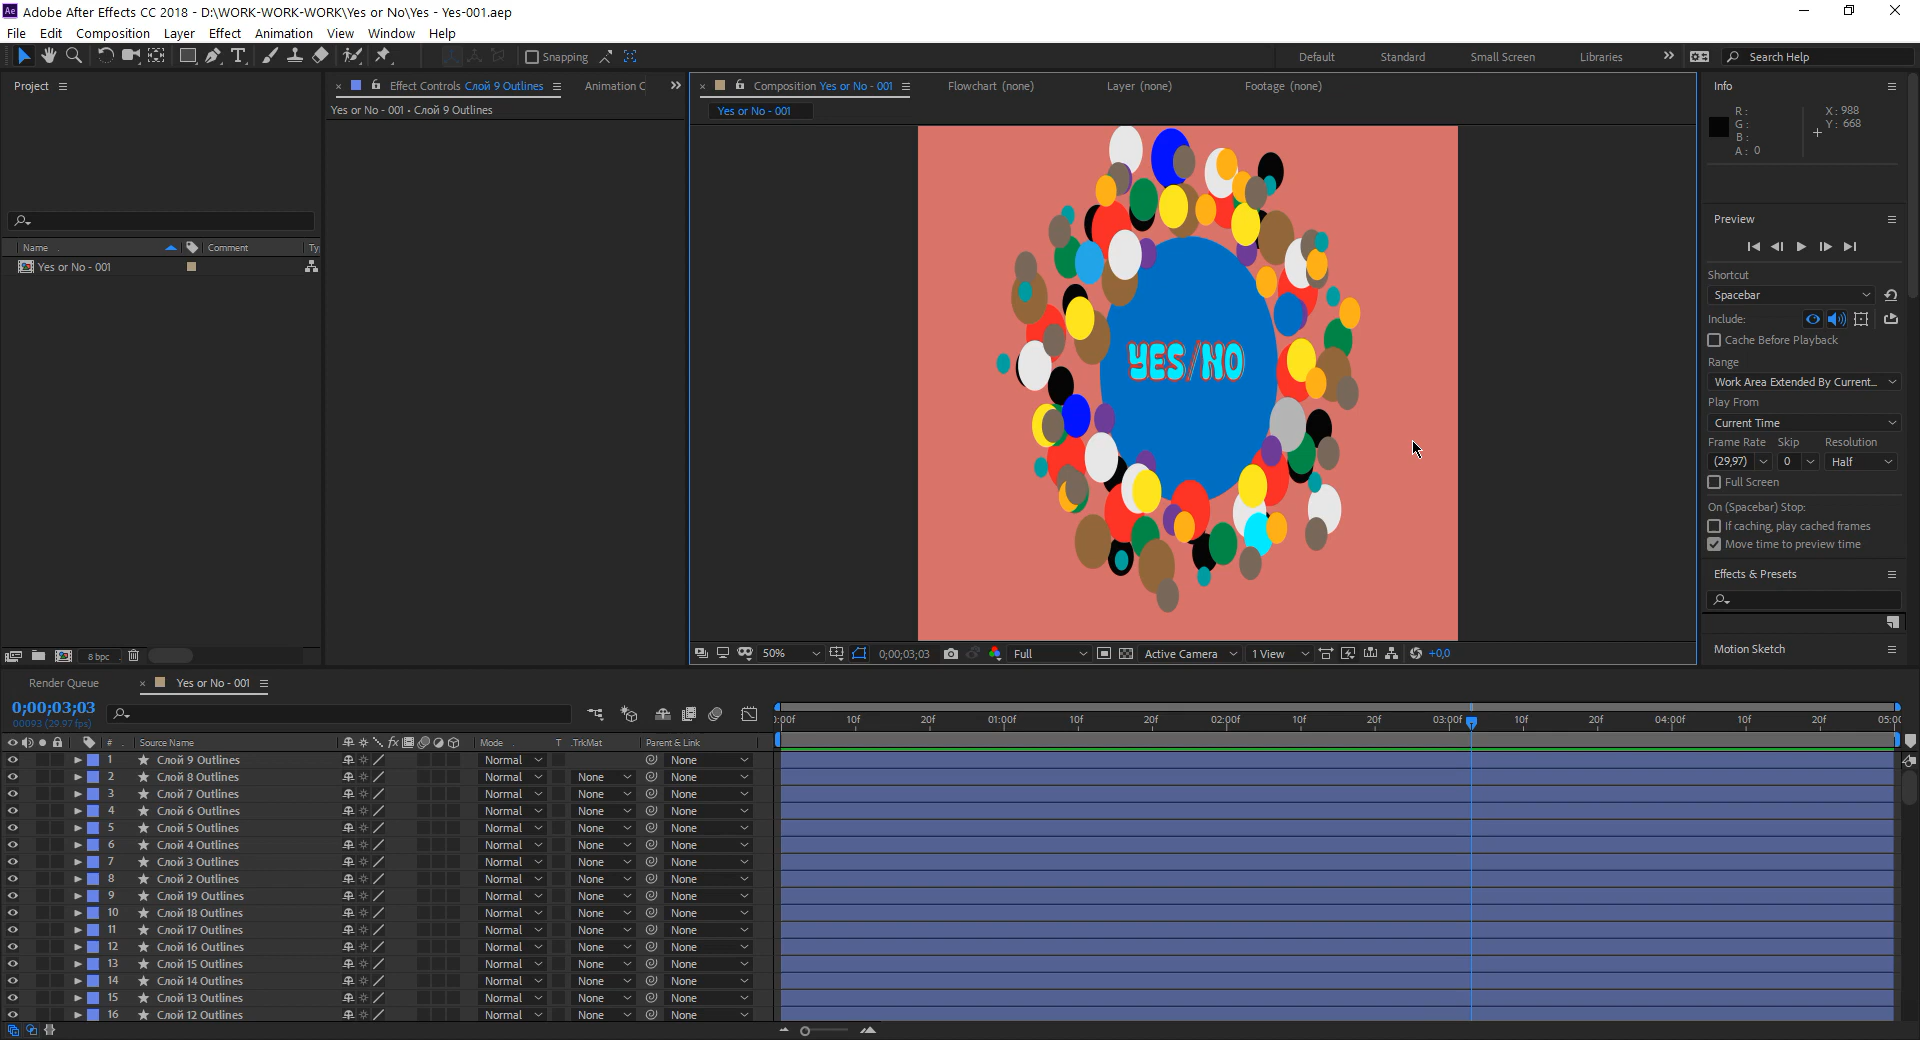 Adobe After Effects CC 2018 - D:\WORK-WORK-WORK\Yes or No\Yes - Yes-001.aep
File Edit Composition Layer Effect Animation View Window Help
Snapping Default Standard Small Screen Libraries Search Help
Project
Effect Controls Слой 9 Outlines Animation C
Composition Yes or No - 001 Flowchart (none) Layer (none) Footage (none)
Info
Yes or No - 001 • Слой 9 Outlines
Yes or No - 001
R :
G :
B :
A : 0
X : 988
Y : 668
Preview
Name Comment Ty
Yes or No - 001
Shortcut
Spacebar
Include:
Cache Before Playback
Range
Work Area Extended By Current...
Play From
Current Time
Frame Rate Skip Resolution
(29,97) 0 Half
Full Screen
On (Spacebar) Stop:
If caching, play cached frames
Move time to preview time
Effects & Presets
Motion Sketch
YES/NO
8 bpc
50% 0;00;03;03 Full Active Camera 1 View +0,0
Render Queue Yes or No - 001
0;00;03;03
00093 (29.97 fps)
:00f 10f 20f 01:00f 10f 20f 02:00f 10f 20f 03:00f 10f 20f 04:00f 10f 20f 05:00
# Source Name fx Mode T .TrkMat Parent & Link
1 Слой 9 Outlines Normal None
2 Слой 8 Outlines Normal None None
3 Слой 7 Outlines Normal None None
4 Слой 6 Outlines Normal None None
5 Слой 5 Outlines Normal None None
6 Слой 4 Outlines Normal None None
7 Слой 3 Outlines Normal None None
8 Слой 2 Outlines Normal None None
9 Слой 19 Outlines Normal None None
10 Слой 18 Outlines Normal None None
11 Слой 17 Outlines Normal None None
12 Слой 16 Outlines Normal None None
13 Слой 15 Outlines Normal None None
14 Слой 14 Outlines Normal None None
15 Слой 13 Outlines Normal None None
16 Слой 12 Outlines Normal None None